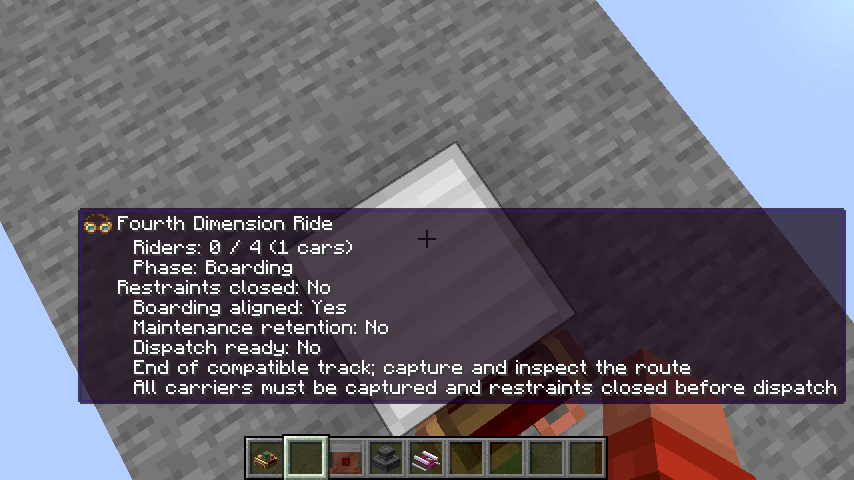 Fourth Dimension Ride
Riders: 0 / 4 (1 cars)
Phase: Boarding
Restraints closed: No
Boarding aligned: Yes
Maintenance retention: No
Dispatch ready: No
End of compatible track; capture and inspect the route
All carriers must be captured and restraints closed before dispatch